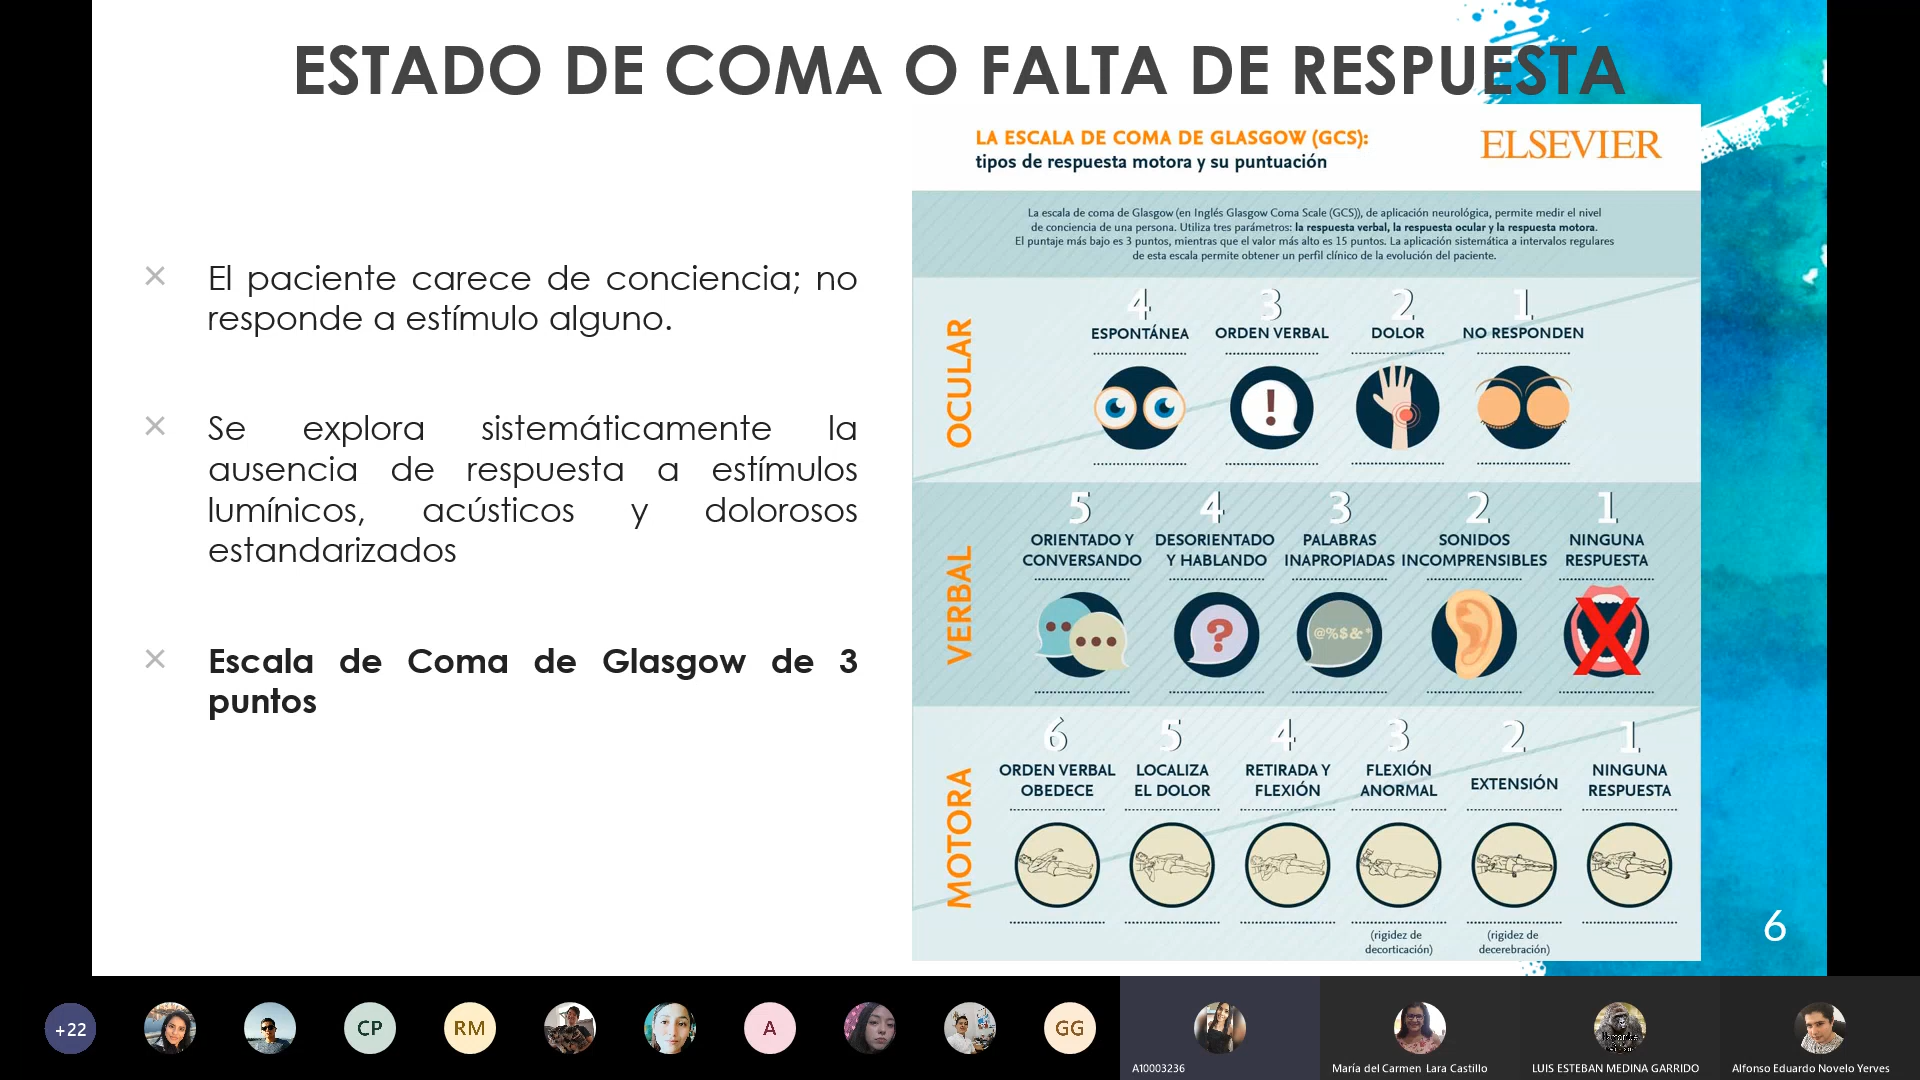 ESTADO DE COMA O FALTA DE RESPUESTA
El paciente carece de conciencia; no
responde a estímulo alguno.
Se explora sistemáticamente la
ausencia de respuesta a estímulos
lumínicos, acústicos y dolorosos
estandarizados
Escala de Coma de Glasgow de 3
puntos
LA ESCALA DE COMA DE GLASGOW (GCS):
tipos de respuesta motora y su puntuación
ELSEVIER
La escala de coma de Glasgow (en Inglés Glasgow Coma Scale (GCS)), de aplicación neurológica, permite medir el nivel
de conciencia de una persona. Utiliza tres parámetros: la respuesta verbal, la respuesta ocular y la respuesta motora.
El puntaje más bajo es 3 puntos, mientras que el valor más alto es 15 puntos. La aplicación sistemática a intervalos regulares
de esta escala permite obtener un perfil clínico de la evolución del paciente.
OCULAR
4 3 2 1
ESPONTÁNEA ORDEN VERBAL DOLOR NO RESPONDEN
!
VERBAL
5 4 3 2 1
ORIENTADO Y DESORIENTADO PALABRAS SONIDOS NINGUNA
CONVERSANDO Y HABLANDO INAPROPIADAS INCOMPRENSIBLES RESPUESTA
? @%$&*
MOTORA
6 5 4 3 2 1
ORDEN VERBAL LOCALIZA RETIRADA Y FLEXIÓN EXTENSIÓN NINGUNA
OBEDECE EL DOLOR FLEXIÓN ANORMAL RESPUESTA
(rigidez de (rigidez de
decorticación) decerebración)
6
+22 CP RM A GG
A10003236 María del Carmen Lara Castillo LUIS ESTEBAN MEDINA GARRIDO Alfonso Eduardo Novelo Yerves